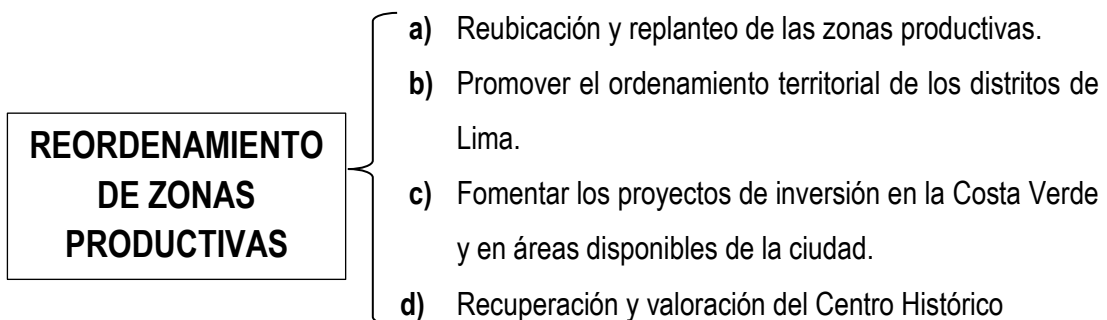 REORDENAMIENTO
DE ZONAS
PRODUCTIVAS
a) Reubicación y replanteo de las zonas productivas.
b) Promover el ordenamiento territorial de los distritos de
Lima.
c) Fomentar los proyectos de inversión en la Costa Verde
y en áreas disponibles de la ciudad.
d) Recuperación y valoración del Centro Histórico